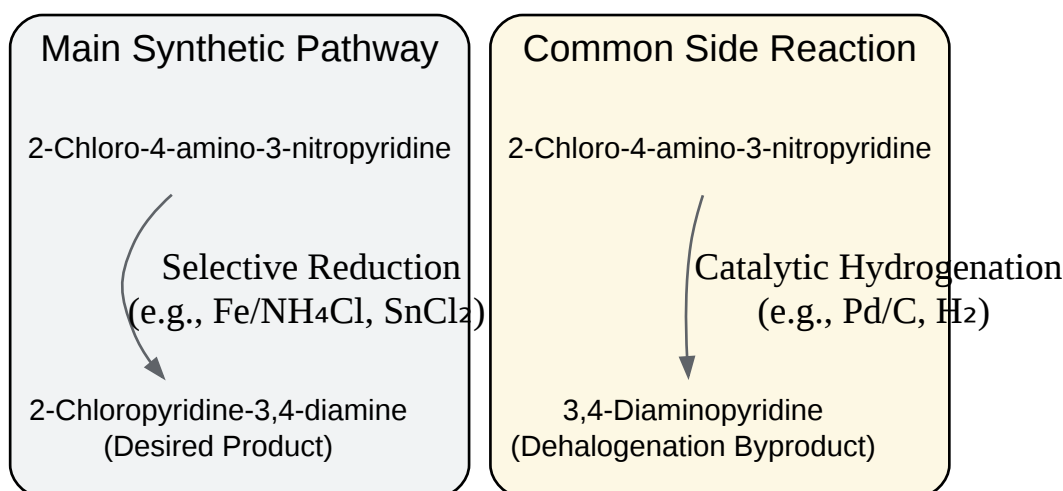 Main Synthetic Pathway
2-Chloro-4-amino-3-nitropyridine
Selective Reduction
(e.g., Fe/NH₄Cl, SnCl₂)
2-Chloropyridine-3,4-diamine
(Desired Product)
Common Side Reaction
2-Chloro-4-amino-3-nitropyridine
Catalytic Hydrogenation
(e.g., Pd/C, H₂)
3,4-Diaminopyridine
(Dehalogenation Byproduct)